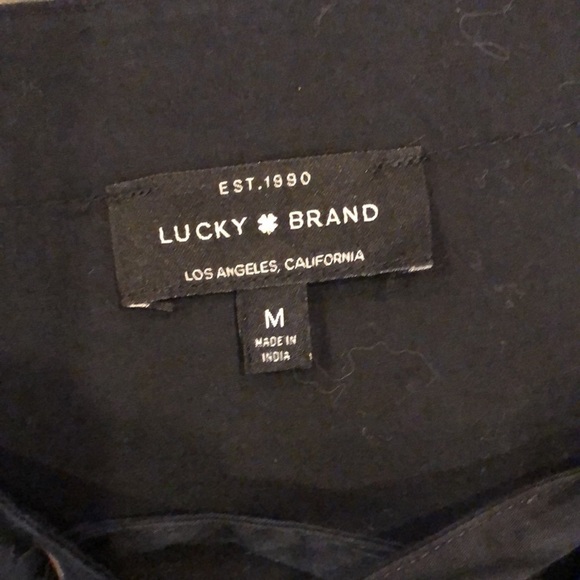 EST.1990
LUCKY BRAND
LOS ANGELES, CALIFORNIA
M
MADE IN
INDIA